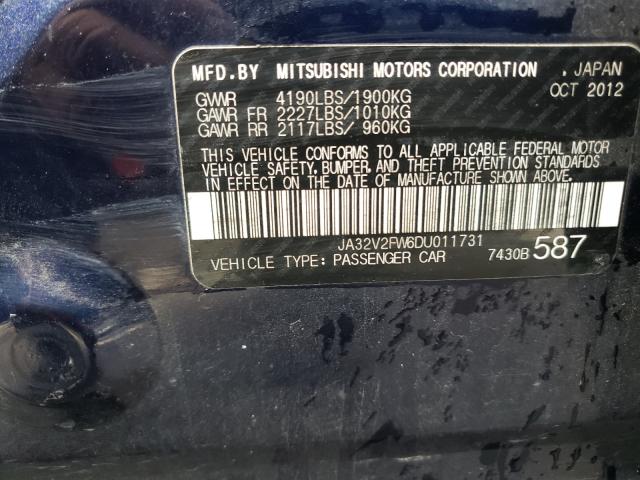 MFD.BY MITSUBISHI MOTORS CORPORATION . JAPAN
GVWR 4190LBS/1900KG OCT 2012
GAWR FR 2227LBS/1010KG
GAWR RR 2117LBS/ 960KG
THIS VEHICLE CONFORMS TO ALL APPLICABLE FEDERAL MOTOR
VEHICLE SAFETY, BUMPER, AND THEFT PREVENTION STANDARDS
IN EFFECT ON THE DATE OF MANUFACTURE SHOWN ABOVE.
JA32V2FW6DU011731
VEHICLE TYPE: PASSENGER CAR 7430B 587